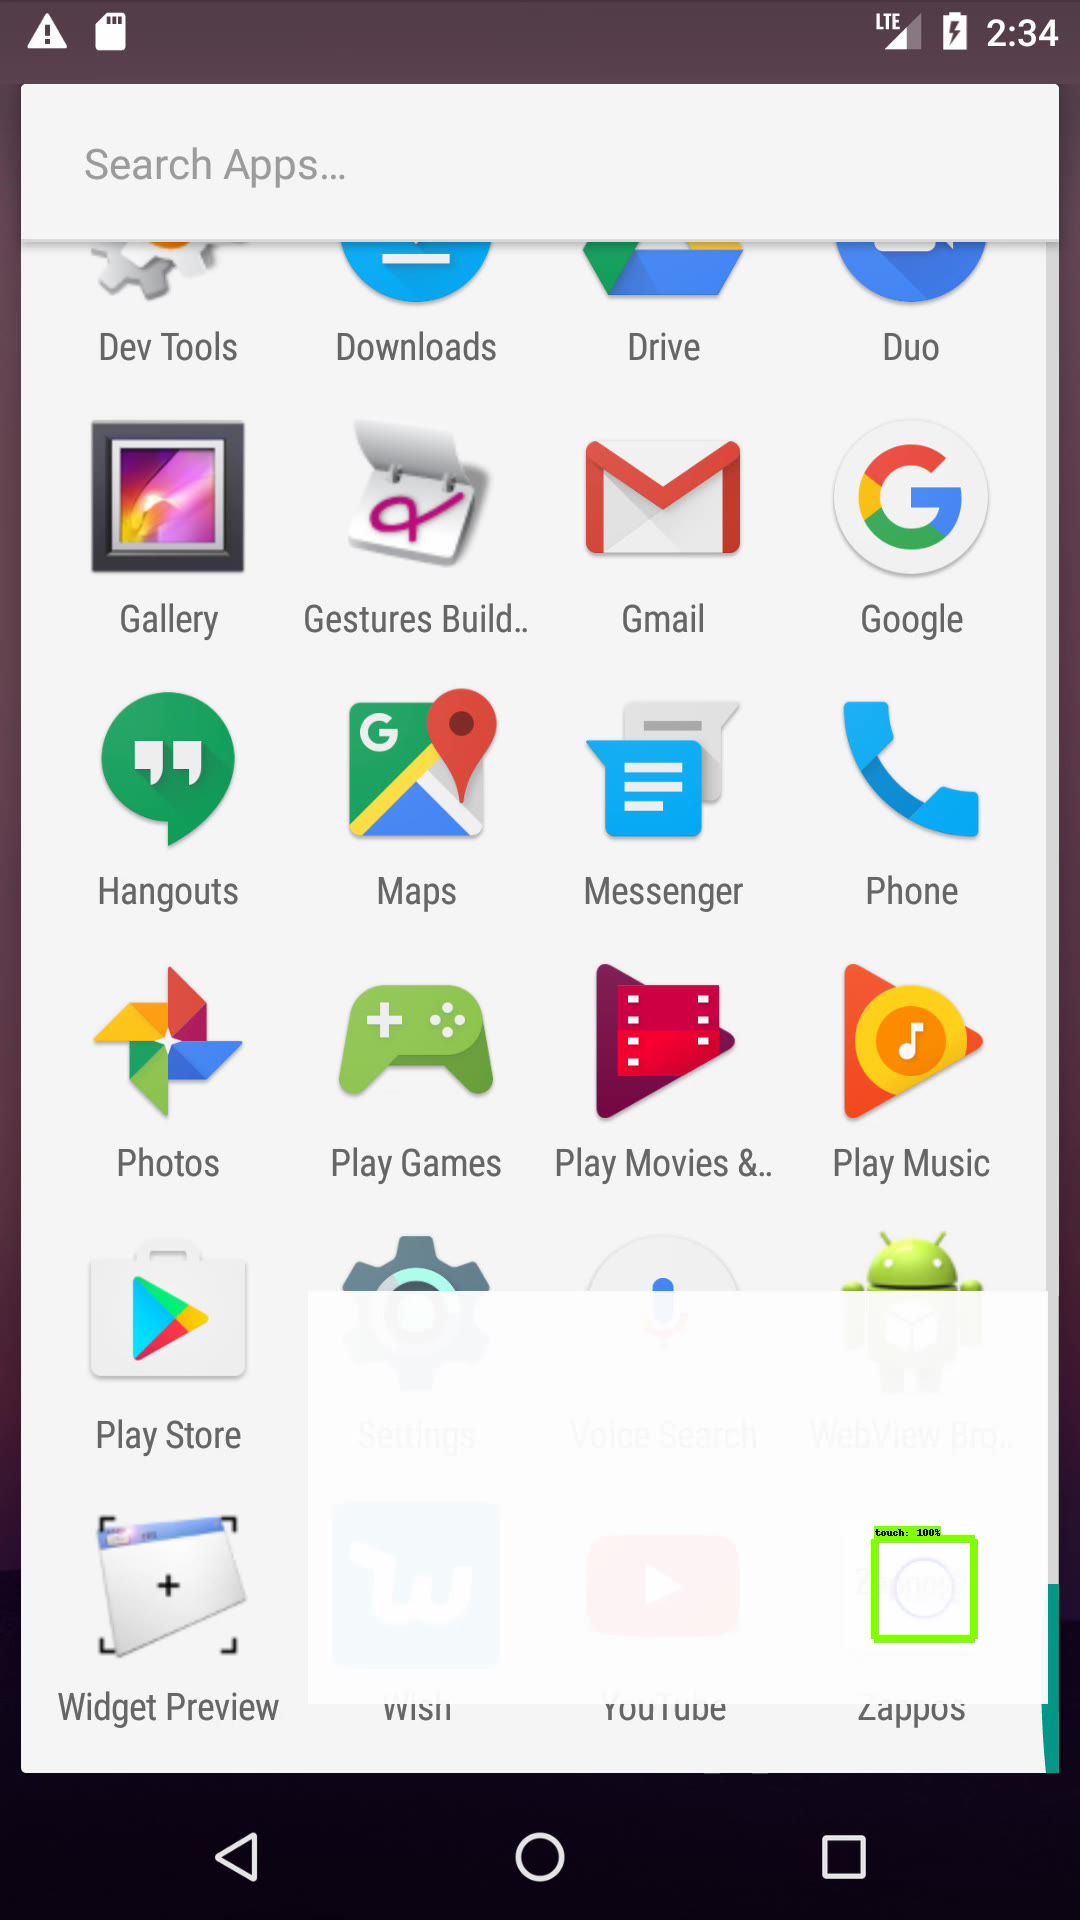 LTE 2:34
Search Apps...
Dev Tools Downloads Drive Duo
Gallery Gestures Build.. Gmail Google
Hangouts Maps Messenger Phone
Photos Play Games Play Movies &.. Play Music
Play Store Settings Voice Search WebView Bro..
touch: 100%
Zappos
Widget Preview Wish YouTube Zappos